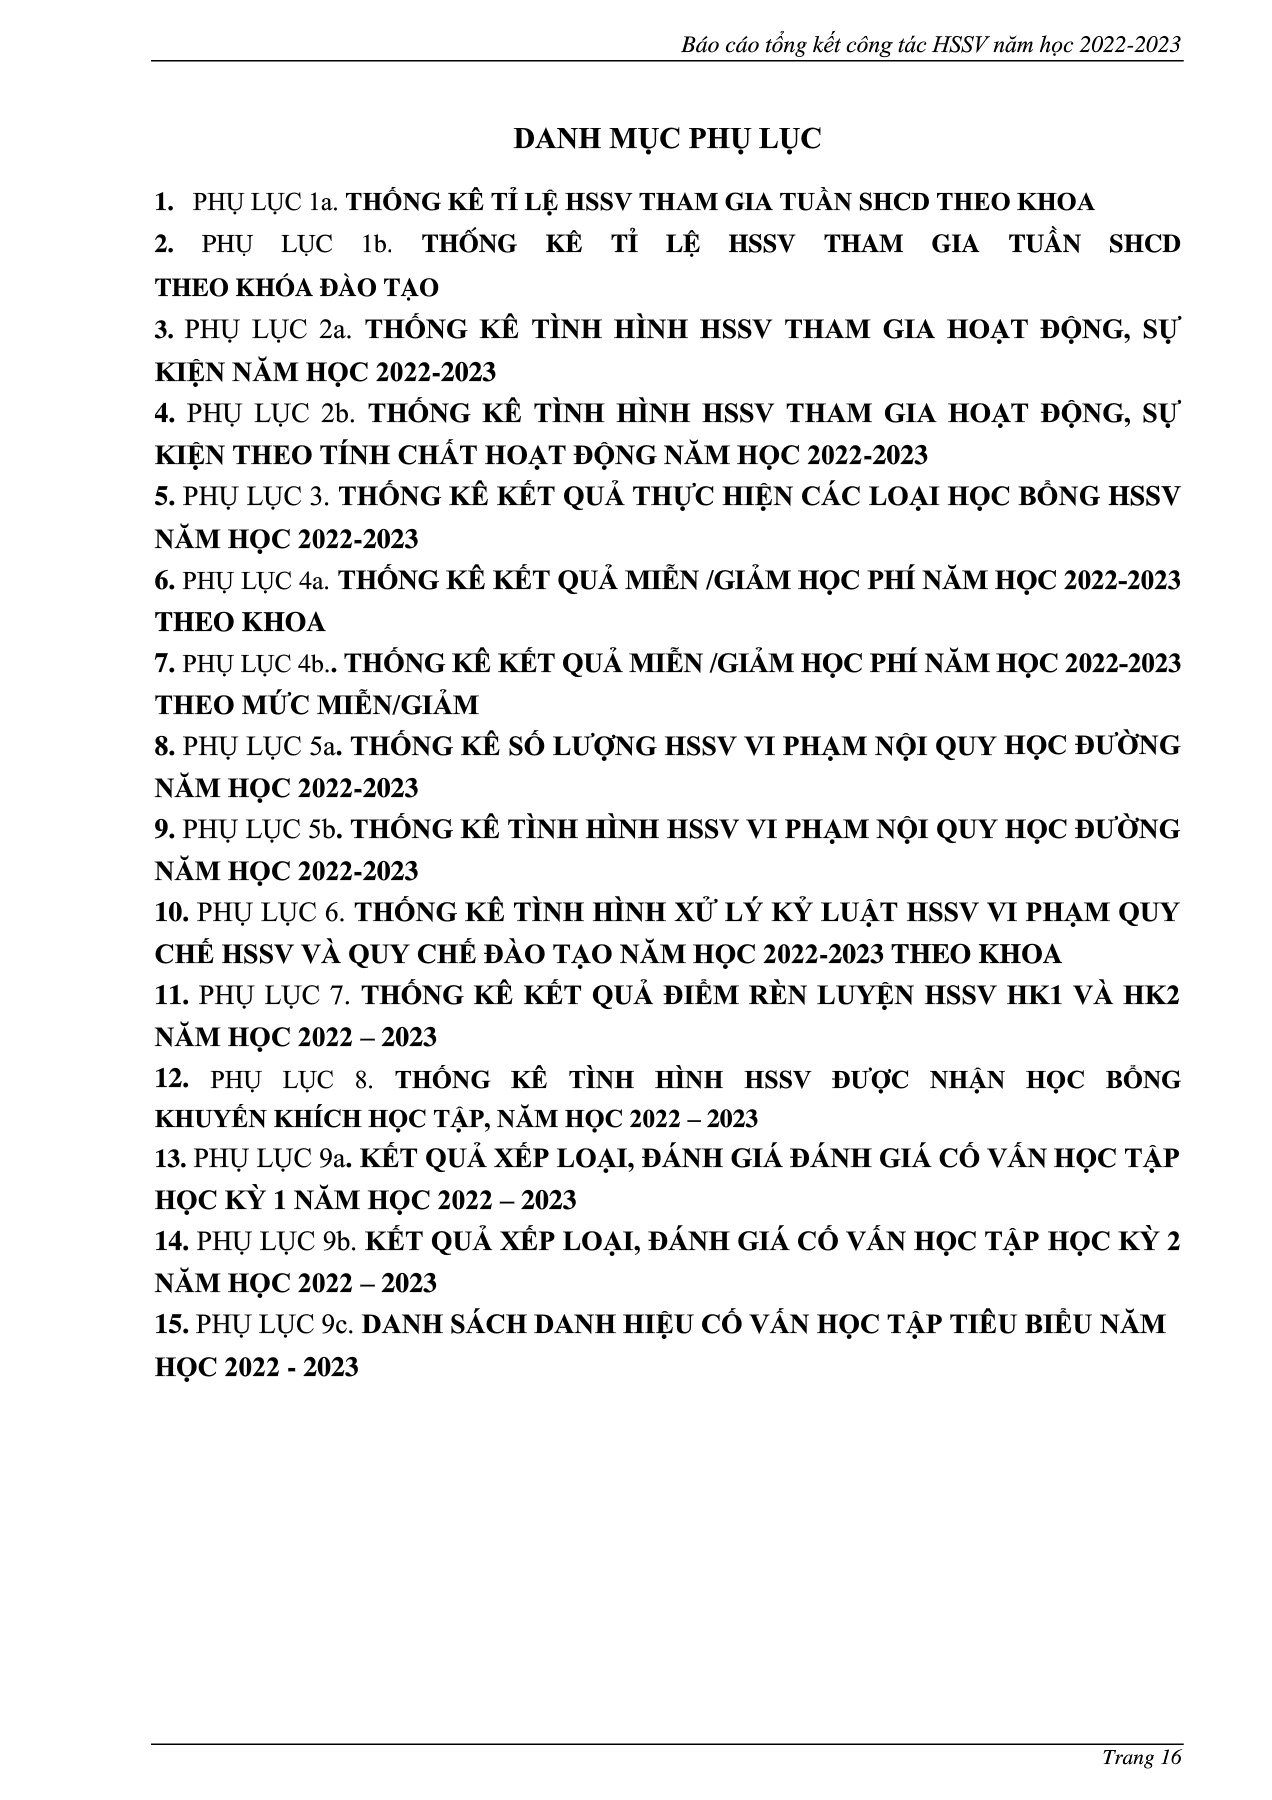 Báo cáo tổng kết công tác HSSV năm học 2022-2023
DANH MỤC PHỤ LỤC
1. PHỤ LỤC 1a. THỐNG KÊ TỈ LỆ HSSV THAM GIA TUẦN SHCD THEO KHOA
2. PHỤ LỤC 1b. THỐNG KÊ TỈ LỆ HSSV THAM GIA TUẦN SHCD
THEO KHÓA ĐÀO TẠO
3. PHỤ LỤC 2a. THỐNG KÊ TÌNH HÌNH HSSV THAM GIA HOẠT ĐỘNG, SỰ
KIỆN NĂM HỌC 2022-2023
4. PHỤ LỤC 2b. THỐNG KÊ TÌNH HÌNH HSSV THAM GIA HOẠT ĐỘNG, SỰ
KIỆN THEO TÍNH CHẤT HOẠT ĐỘNG NĂM HỌC 2022-2023
5. PHỤ LỤC 3. THỐNG KÊ KẾT QUẢ THỰC HIỆN CÁC LOẠI HỌC BỔNG HSSV
NĂM HỌC 2022-2023
6. PHỤ LỤC 4a. THỐNG KÊ KẾT QUẢ MIỄN /GIẢM HỌC PHÍ NĂM HỌC 2022-2023
THEO KHOA
7. PHỤ LỤC 4b.. THỐNG KÊ KẾT QUẢ MIỄN /GIẢM HỌC PHÍ NĂM HỌC 2022-2023
THEO MỨC MIỄN/GIẢM
8. PHỤ LỤC 5a. THỐNG KÊ SỐ LƯỢNG HSSV VI PHẠM NỘI QUY HỌC ĐƯỜNG
NĂM HỌC 2022-2023
9. PHỤ LỤC 5b. THỐNG KÊ TÌNH HÌNH HSSV VI PHẠM NỘI QUY HỌC ĐƯỜNG
NĂM HỌC 2022-2023
10. PHỤ LỤC 6. THỐNG KÊ TÌNH HÌNH XỬ LÝ KỶ LUẬT HSSV VI PHẠM QUY
CHẾ HSSV VÀ QUY CHẾ ĐÀO TẠO NĂM HỌC 2022-2023 THEO KHOA
11. PHỤ LỤC 7. THỐNG KÊ KẾT QUẢ ĐIỂM RÈN LUYỆN HSSV HK1 VÀ HK2
NĂM HỌC 2022 – 2023
12. PHỤ LỤC 8. THỐNG KÊ TÌNH HÌNH HSSV ĐƯỢC NHẬN HỌC BỔNG
KHUYẾN KHÍCH HỌC TẬP, NĂM HỌC 2022 – 2023
13. PHỤ LỤC 9a. KẾT QUẢ XẾP LOẠI, ĐÁNH GIÁ ĐÁNH GIÁ CỐ VẤN HỌC TẬP
HỌC KỲ 1 NĂM HỌC 2022 – 2023
14. PHỤ LỤC 9b. KẾT QUẢ XẾP LOẠI, ĐÁNH GIÁ CỐ VẤN HỌC TẬP HỌC KỲ 2
NĂM HỌC 2022 – 2023
15. PHỤ LỤC 9c. DANH SÁCH DANH HIỆU CỐ VẤN HỌC TẬP TIÊU BIỂU NĂM
HỌC 2022 - 2023
Trang 16